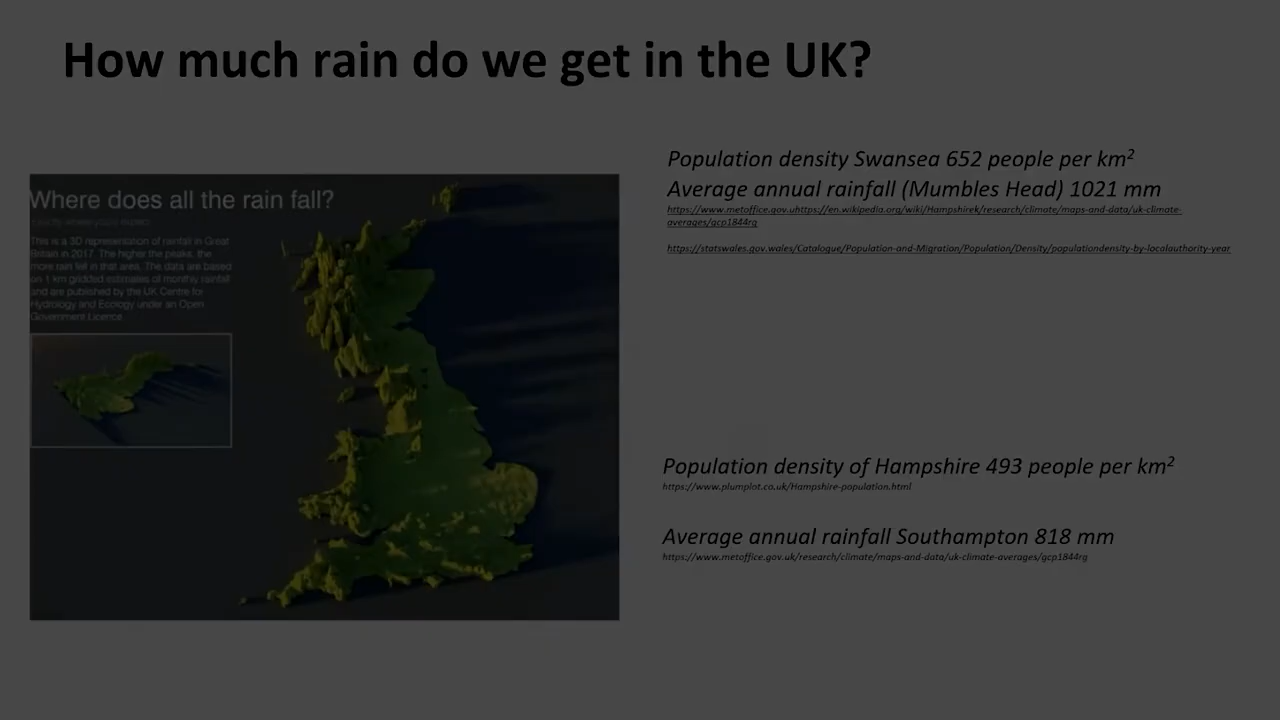 How much rain do we get in the UK?
Where does all the rain fall?
This is a 3D representation of rainfall in Great
Britain in 2017. The higher the peaks, the
more rain fell in that area. The data are based
on 1 km gridded estimates of monthly rainfall
and are published by the UK Centre for
Hydrology and Ecology under an Open
Government Licence.
Population density Swansea 652 people per km²
Average annual rainfall (Mumbles Head) 1021 mm
https://www.metoffice.gov.uhttps://en.wikipedia.org/wiki/Hampshirek/research/climate/maps-and-data/uk-climate-
averages/gcp1844rg
https://statswales.gov.wales/Catalogue/Population-and-Migration/Population/Density/populationdensity-by-localauthority-year
Population density of Hampshire 493 people per km²
https://www.plumplot.co.uk/Hampshire-population.html
Average annual rainfall Southampton 818 mm
https://www.metoffice.gov.uk/research/climate/maps-and-data/uk-climate-averages/gcp1844rg